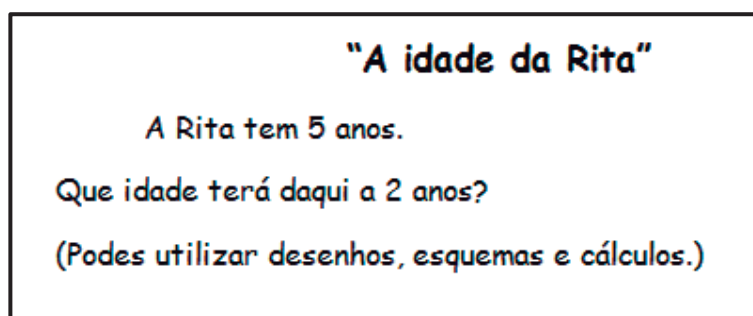 “A idade da Rita”
A Rita tem 5 anos.
Que idade terá daqui a 2 anos?
(Podes utilizar desenhos, esquemas e cálculos.)